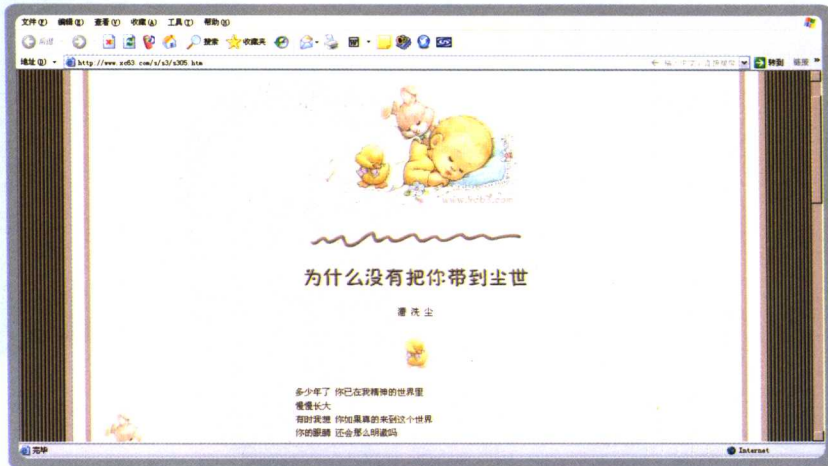 文件(F) 编辑(E) 查看(V) 收藏(A) 工具(T) 帮助(H)
后退 搜索 收藏夹
地址(D) http://www.xc63.com/s/s3/s305.htm 转到 链接 »
为什么没有把你带到尘世
潘洗尘
多少年了 你已在我精神的世界里
慢慢长大
有时我想 你如果真的来到这个世界
你的眼睛 还会那么明澈吗
完毕 Internet